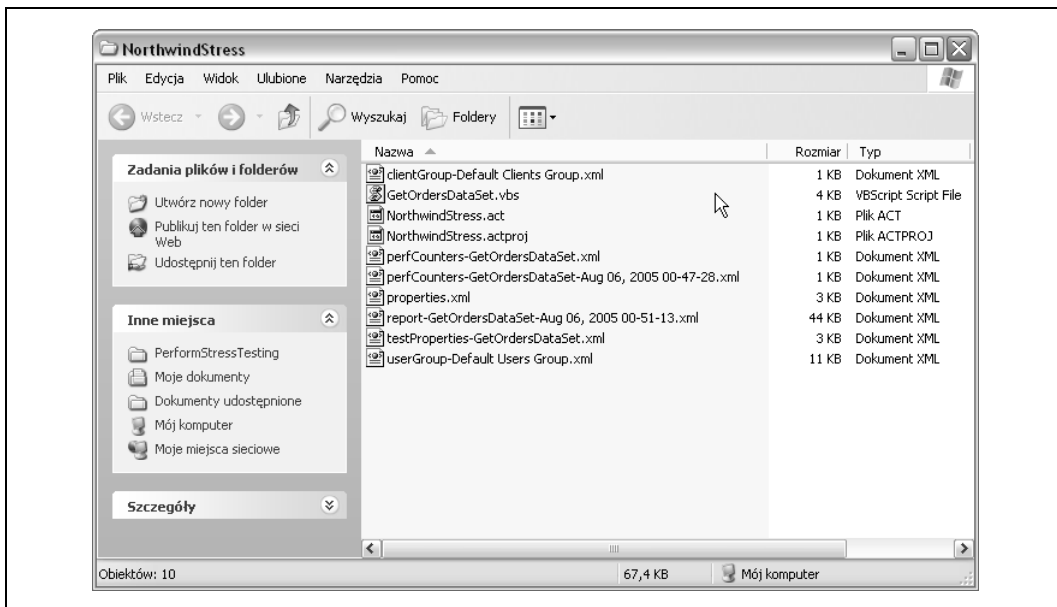 NorthwindStress
Plik Edycja Widok Ulubione Narzędzia Pomoc
Wstecz Wyszukaj Foldery
Zadania plików i folderów
Utwórz nowy folder
Publikuj ten folder w sieci
Web
Udostępnij ten folder
Inne miejsca
PerformStressTesting
Moje dokumenty
Dokumenty udostępnione
Mój komputer
Moje miejsca sieciowe
Szczegóły
Nazwa Rozmiar Typ
clientGroup-Default Clients Group.xml 1 KB Dokument XML
GetOrdersDataSet.vbs 4 KB VBScript Script File
NorthwindStress.act 1 KB Plik ACT
NorthwindStress.actproj 1 KB Plik ACTPROJ
perfCounters-GetOrdersDataSet.xml 1 KB Dokument XML
perfCounters-GetOrdersDataSet-Aug 06, 2005 00-47-28.xml 1 KB Dokument XML
properties.xml 3 KB Dokument XML
report-GetOrdersDataSet-Aug 06, 2005 00-51-13.xml 44 KB Dokument XML
testProperties-GetOrdersDataSet.xml 3 KB Dokument XML
userGroup-Default Users Group.xml 11 KB Dokument XML
Obiektów: 10 67,4 KB Mój komputer